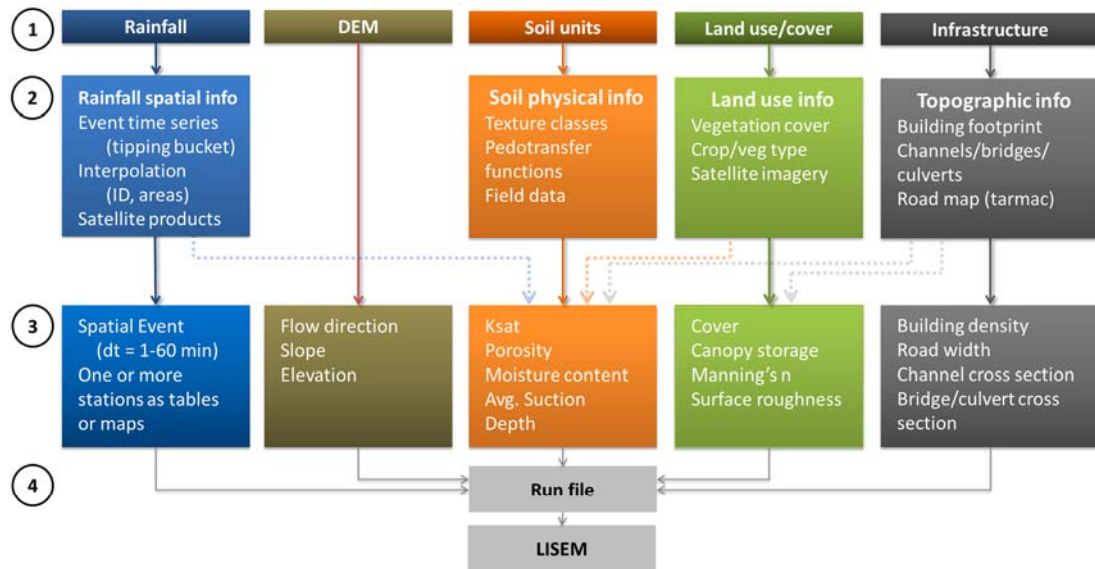 1
Rainfall
DEM
Soil units
Land use/cover
Infrastructure
2
Rainfall spatial info
Event time series
(tipping bucket)
Interpolation
(ID, areas)
Satellite products
Soil physical info
Texture classes
Pedotransfer
functions
Field data
Land use info
Vegetation cover
Crop/veg type
Satellite imagery
Topographic info
Building footprint
Channels/bridges/
culverts
Road map (tarmac)
3
Spatial Event
(dt = 1-60 min)
One or more
stations as tables
or maps
Flow direction
Slope
Elevation
Ksat
Porosity
Moisture content
Avg. Suction
Depth
Cover
Canopy storage
Manning's n
Surface roughness
Building density
Road width
Channel cross section
Bridge/culvert cross
section
4
Run file
LISEM